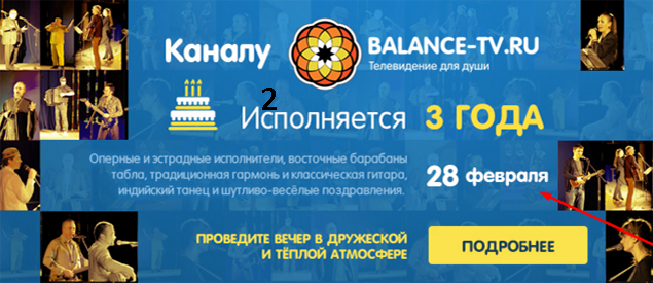 Каналу
BALANCE-TV.RU
Телевидение для души
2
Исполняется 3 ГОДА
Оперные и эстрадные исполнители, восточные барабаны
табла, традиционная гармонь и классическая гитара,
индийский танец и шутливо-весёлые поздравления.
28 февраля
ПРОВЕДИТЕ ВЕЧЕР В ДРУЖЕСКОЙ
И ТЁПЛОЙ АТМОСФЕРЕ
ПОДРОБНЕЕ